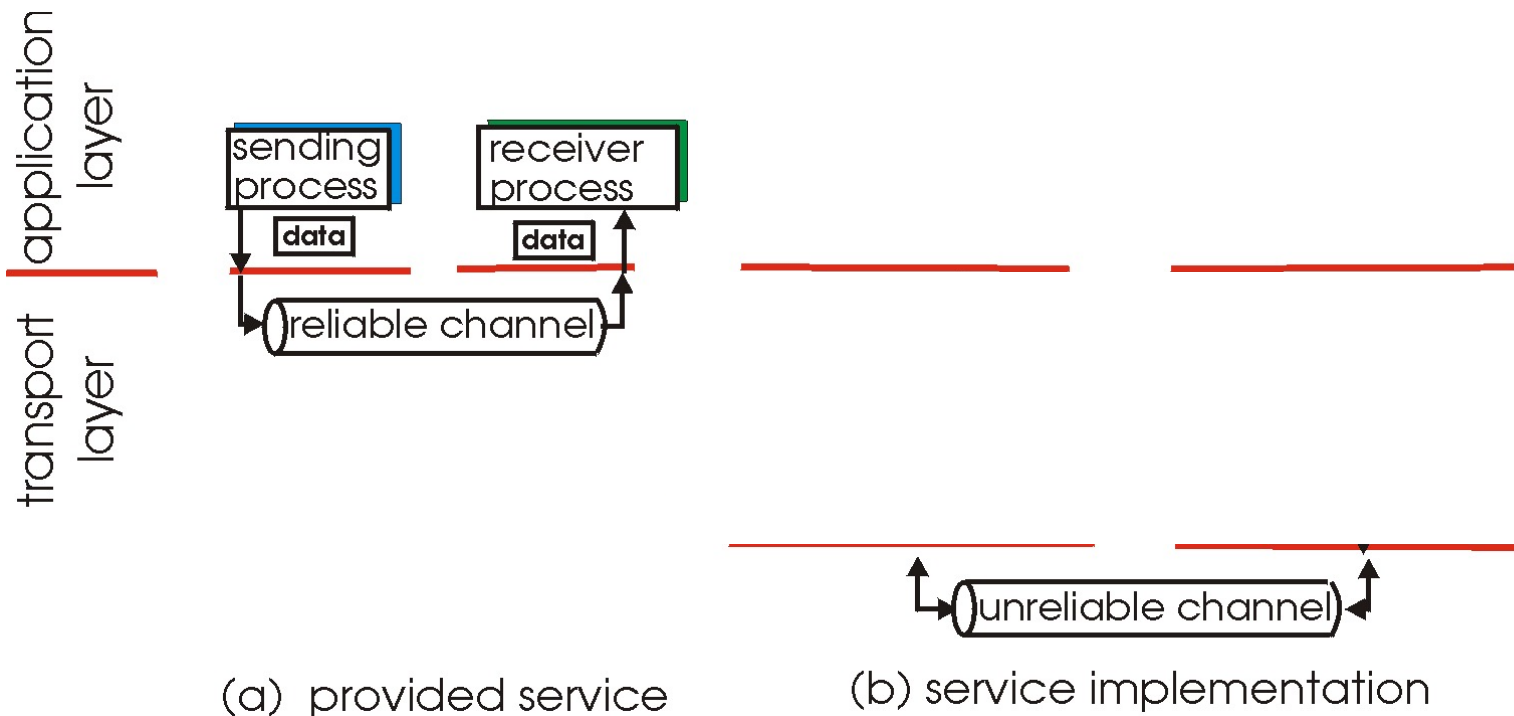 application
layer
transport
layer
sending
process
receiver
process
data
data
reliable channel
unreliable channel
(a) provided service
(b) service implementation